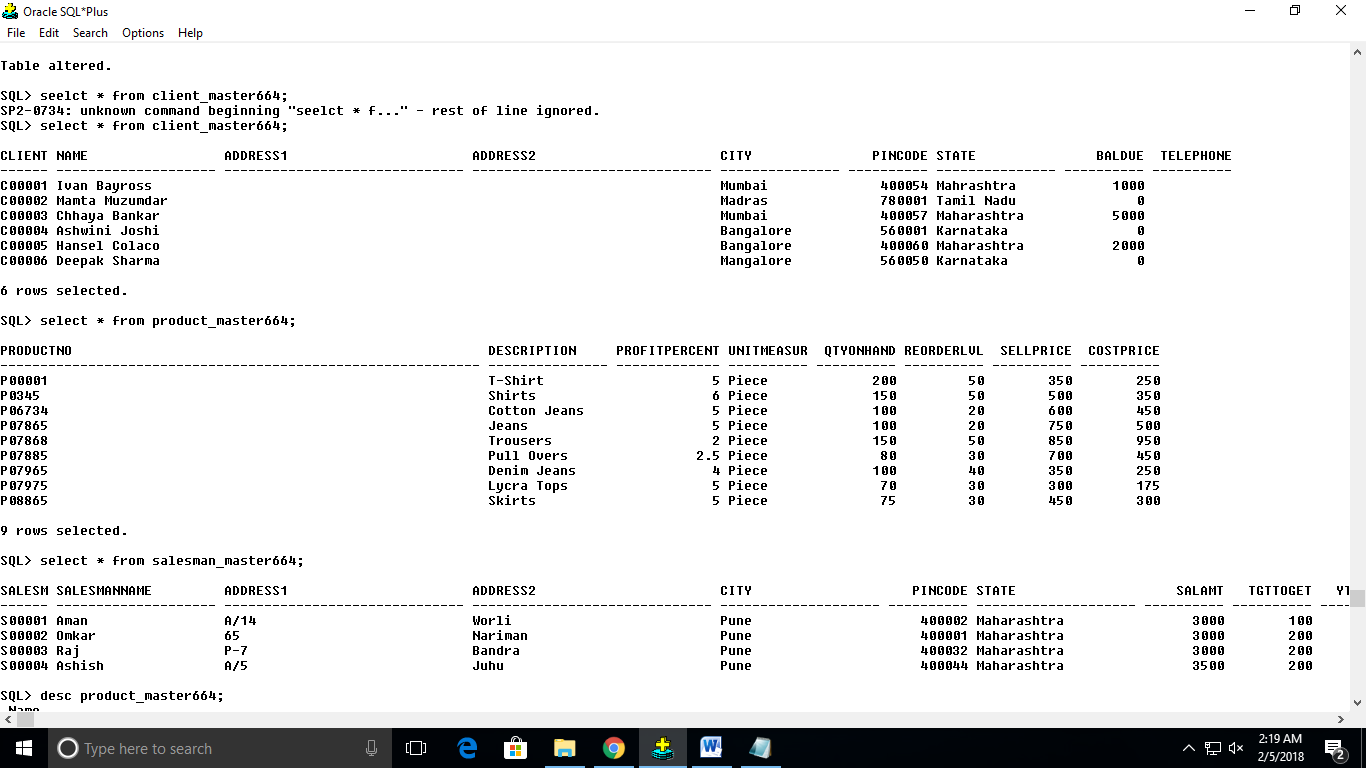 Oracle SQL*Plus
File Edit Search Options Help
Table altered.
SQL> seelct * from client_master664;
SP2-0734: unknown command beginning "seelct * f..." - rest of line ignored.
SQL> select * from client_master664;
CLIENT NAME ADDRESS1 ADDRESS2 CITY PINCODE STATE BALDUE TELEPHONE
C00001 Ivan Bayross Mumbai 400054 Mahrashtra 1000
C00002 Mamta Muzumdar Madras 780001 Tamil Nadu 0
C00003 Chhaya Bankar Mumbai 400057 Maharashtra 5000
C00004 Ashwini Joshi Bangalore 560001 Karnataka 0
C00005 Hansel Colaco Bangalore 400060 Maharashtra 2000
C00006 Deepak Sharma Mangalore 560050 Karnataka 0
6 rows selected.
SQL> select * from product_master664;
PRODUCTNO DESCRIPTION PROFITPERCENT UNITMEASUR QTYONHAND REORDERLVL SELLPRICE COSTPRICE
P00001 T-Shirt 5 Piece 200 50 350 250
P0345 Shirts 6 Piece 150 50 500 350
P06734 Cotton Jeans 5 Piece 100 20 600 450
P07865 Jeans 5 Piece 100 20 750 500
P07868 Trousers 2 Piece 150 50 850 950
P07885 Pull Overs 2.5 Piece 80 30 700 450
P07965 Denim Jeans 4 Piece 100 40 350 250
P07975 Lycra Tops 5 Piece 70 30 300 175
P08865 Skirts 5 Piece 75 30 450 300
9 rows selected.
SQL> select * from salesman_master664;
SALESM SALESMANNAME ADDRESS1 ADDRESS2 CITY PINCODE STATE SALAMT TGTTOGET YT
S00001 Aman A/14 Worli Pune 400002 Maharashtra 3000 100
S00002 Omkar 65 Nariman Pune 400001 Maharashtra 3000 200
S00003 Raj P-7 Bandra Pune 400032 Maharashtra 3000 200
S00004 Ashish A/5 Juhu Pune 400044 Maharashtra 3500 200
SQL> desc product_master664;
Name
Type here to search
2:19 AM
2/5/2018
2